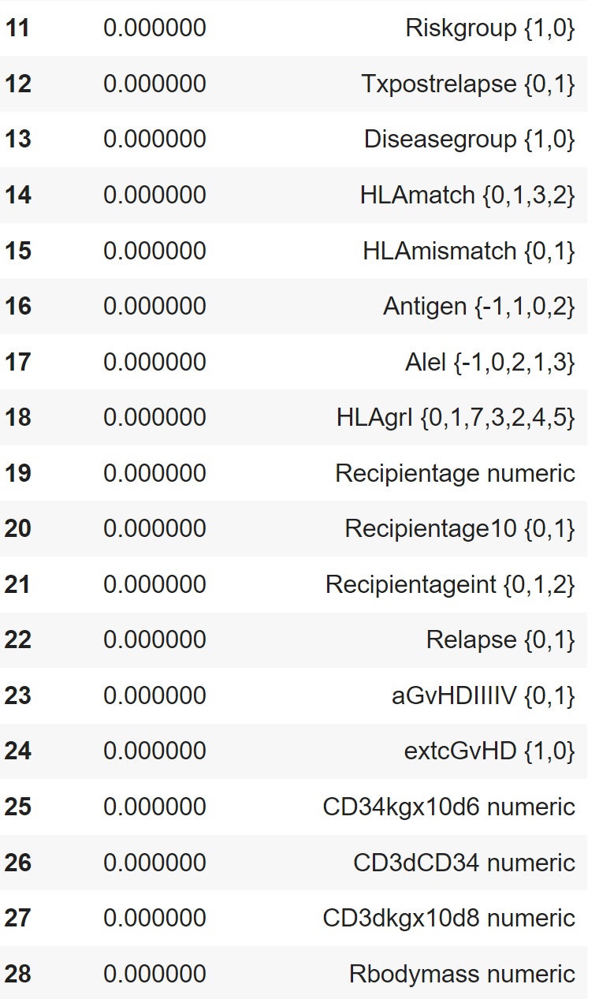 11 0.000000 Riskgroup {1,0}
12 0.000000 Txpostrelapse {0,1}
13 0.000000 Diseasegroup {1,0}
14 0.000000 HLAmatch {0,1,3,2}
15 0.000000 HLAmismatch {0,1}
16 0.000000 Antigen {-1,1,0,2}
17 0.000000 Alel {-1,0,2,1,3}
18 0.000000 HLAgrI {0,1,7,3,2,4,5}
19 0.000000 Recipientage numeric
20 0.000000 Recipientage10 {0,1}
21 0.000000 Recipientageint {0,1,2}
22 0.000000 Relapse {0,1}
23 0.000000 aGvHDIIIIV {0,1}
24 0.000000 extcGvHD {1,0}
25 0.000000 CD34kgx10d6 numeric
26 0.000000 CD3dCD34 numeric
27 0.000000 CD3dkgx10d8 numeric
28 0.000000 Rbodymass numeric